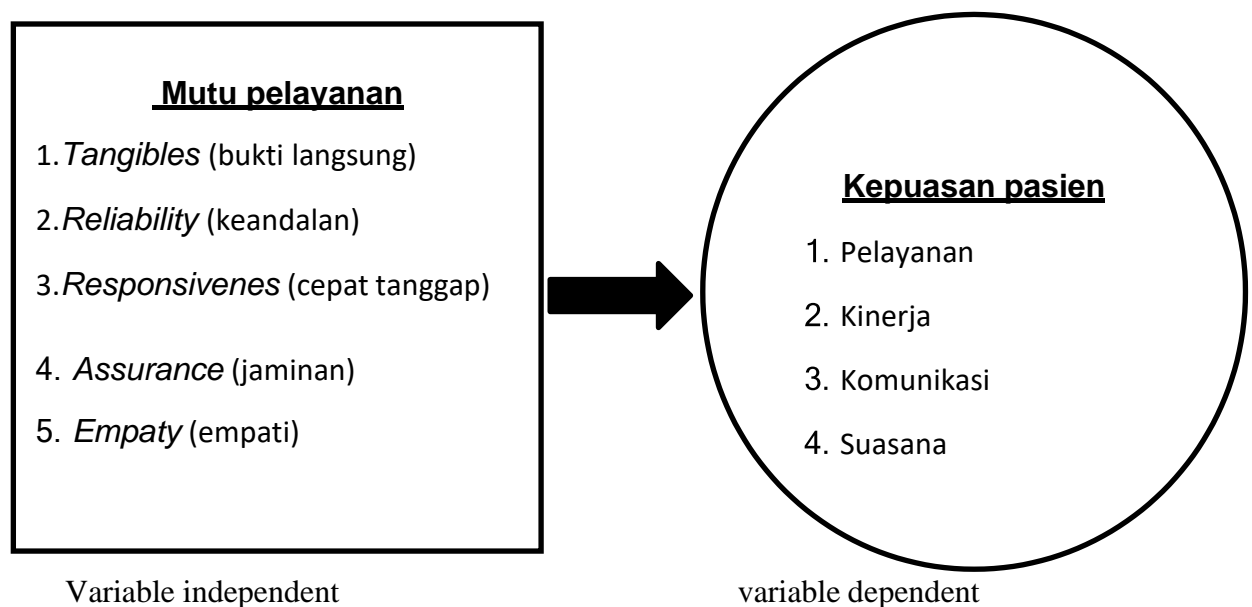 Mutu pelayanan
1.Tangibles (bukti langsung)
2.Reliability (keandalan)
3.Responsivenes (cepat tanggap)
4. Assurance (jaminan)
5. Empaty (empati)
Kepuasan pasien
1. Pelayanan
2. Kinerja
3. Komunikasi
4. Suasana
Variable independent
variable dependent